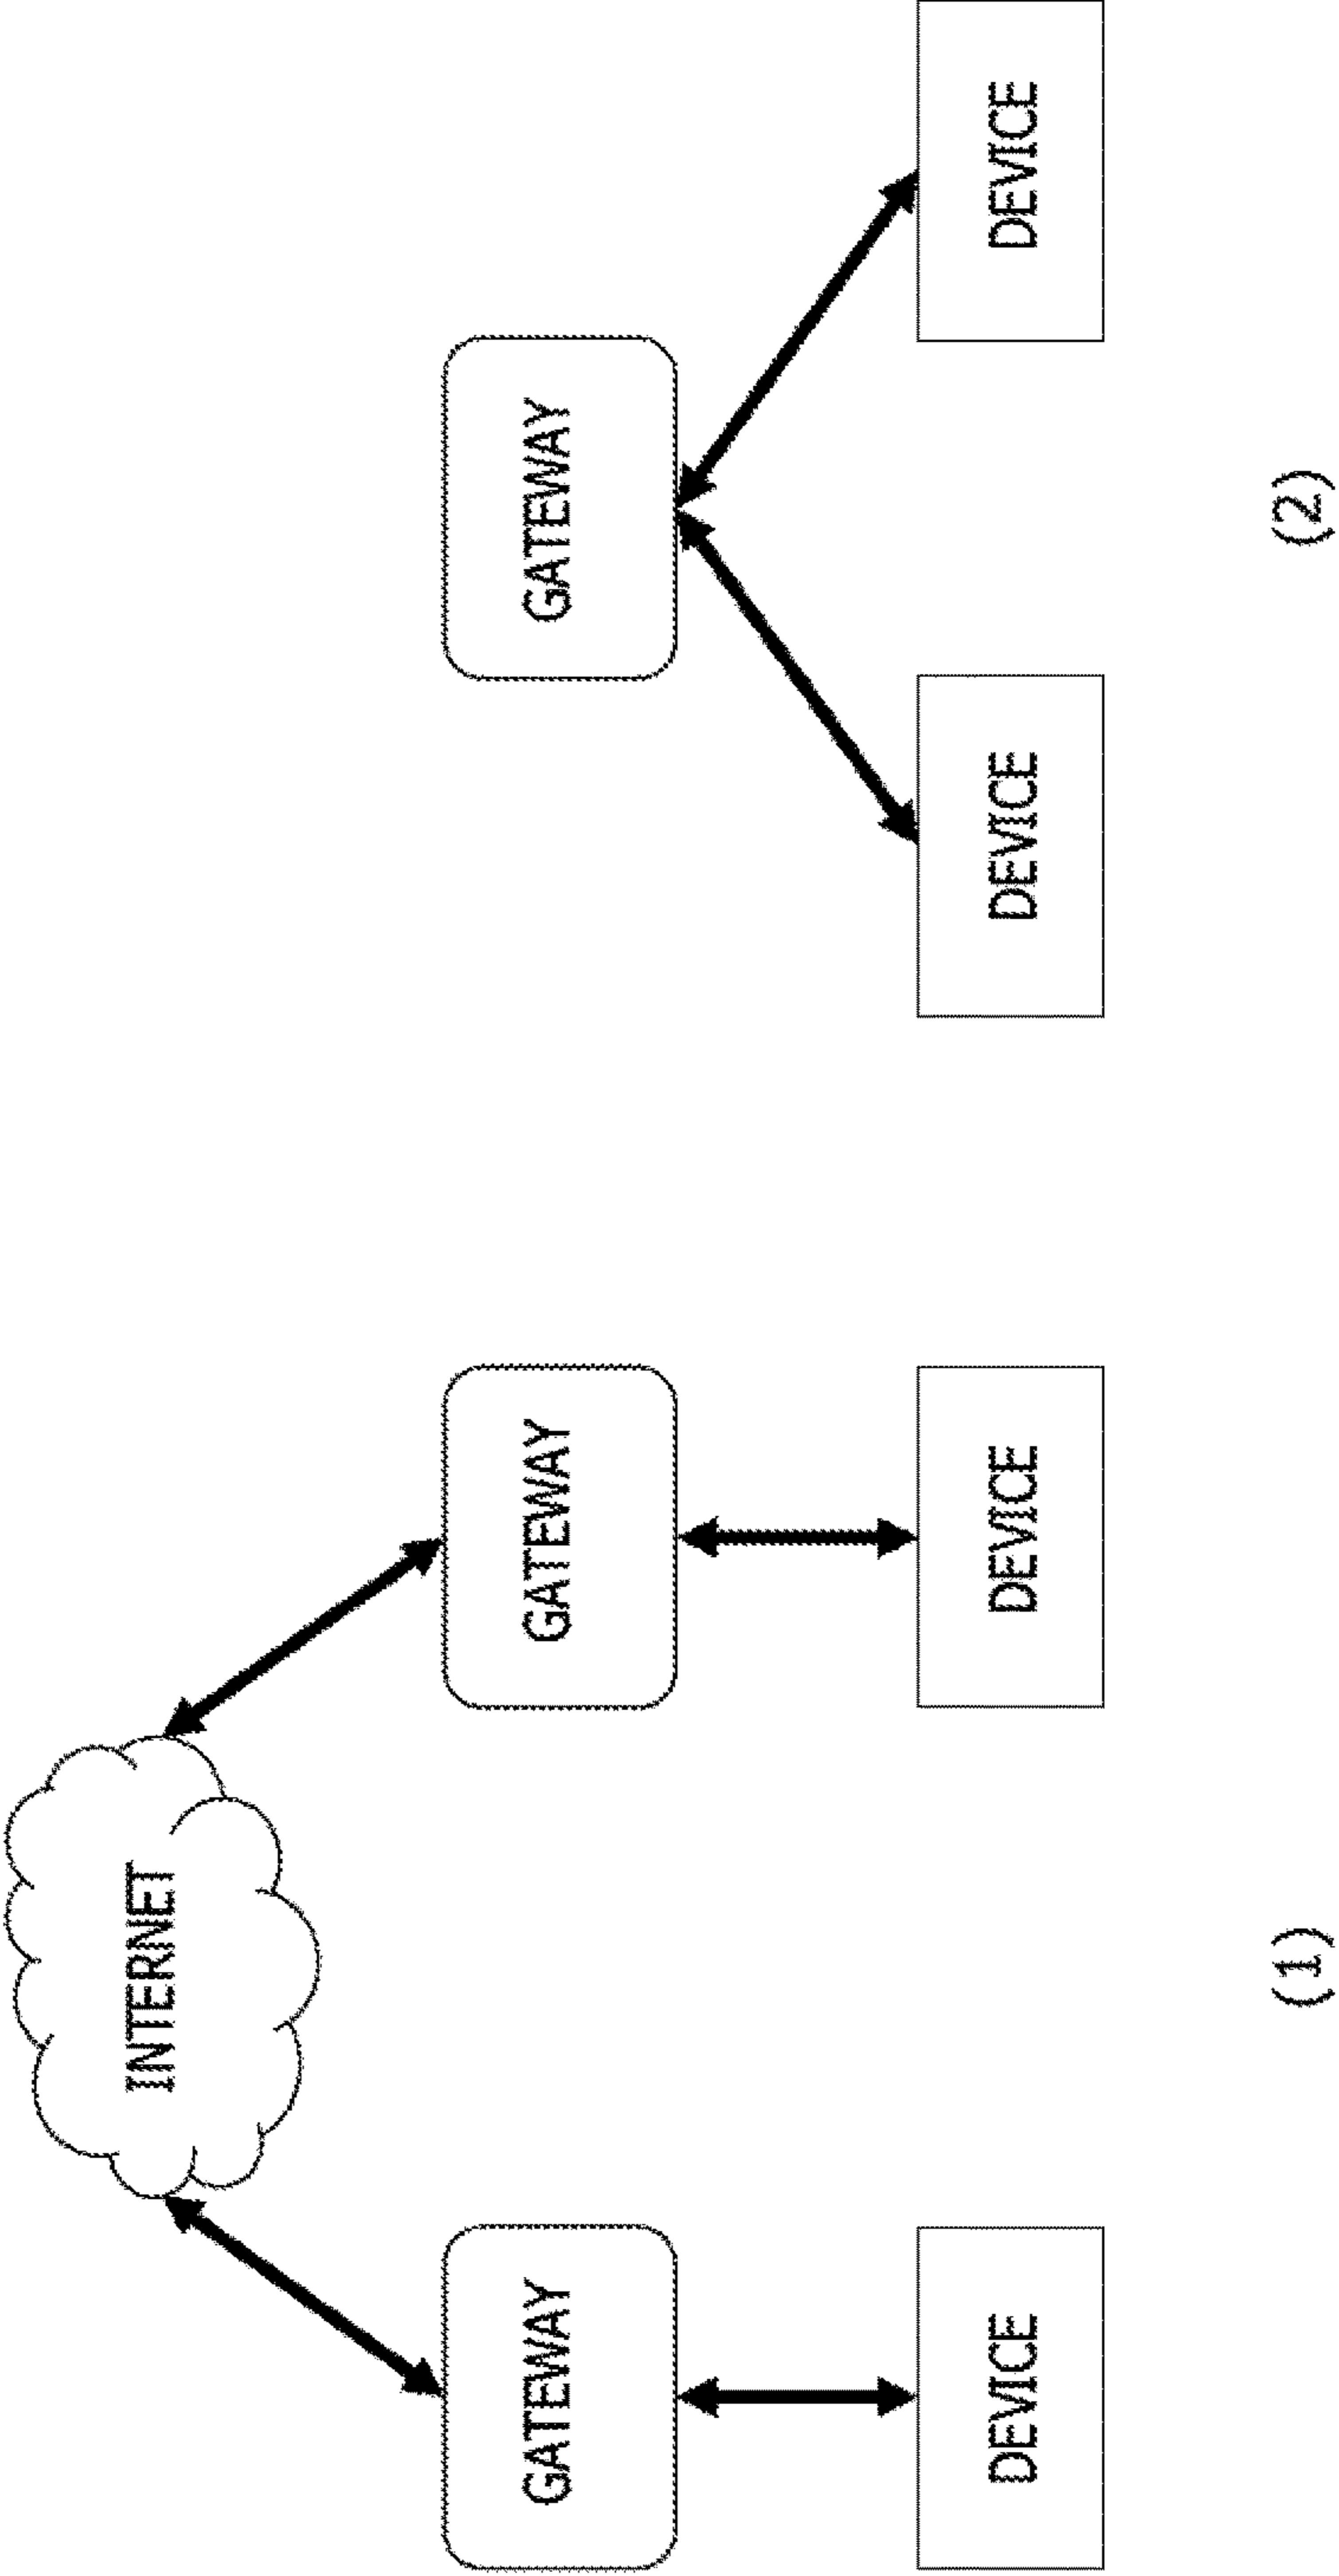 INTERNET
GATEWAY
GATEWAY
DEVICE
DEVICE
(1)
GATEWAY
DEVICE
DEVICE
(2)